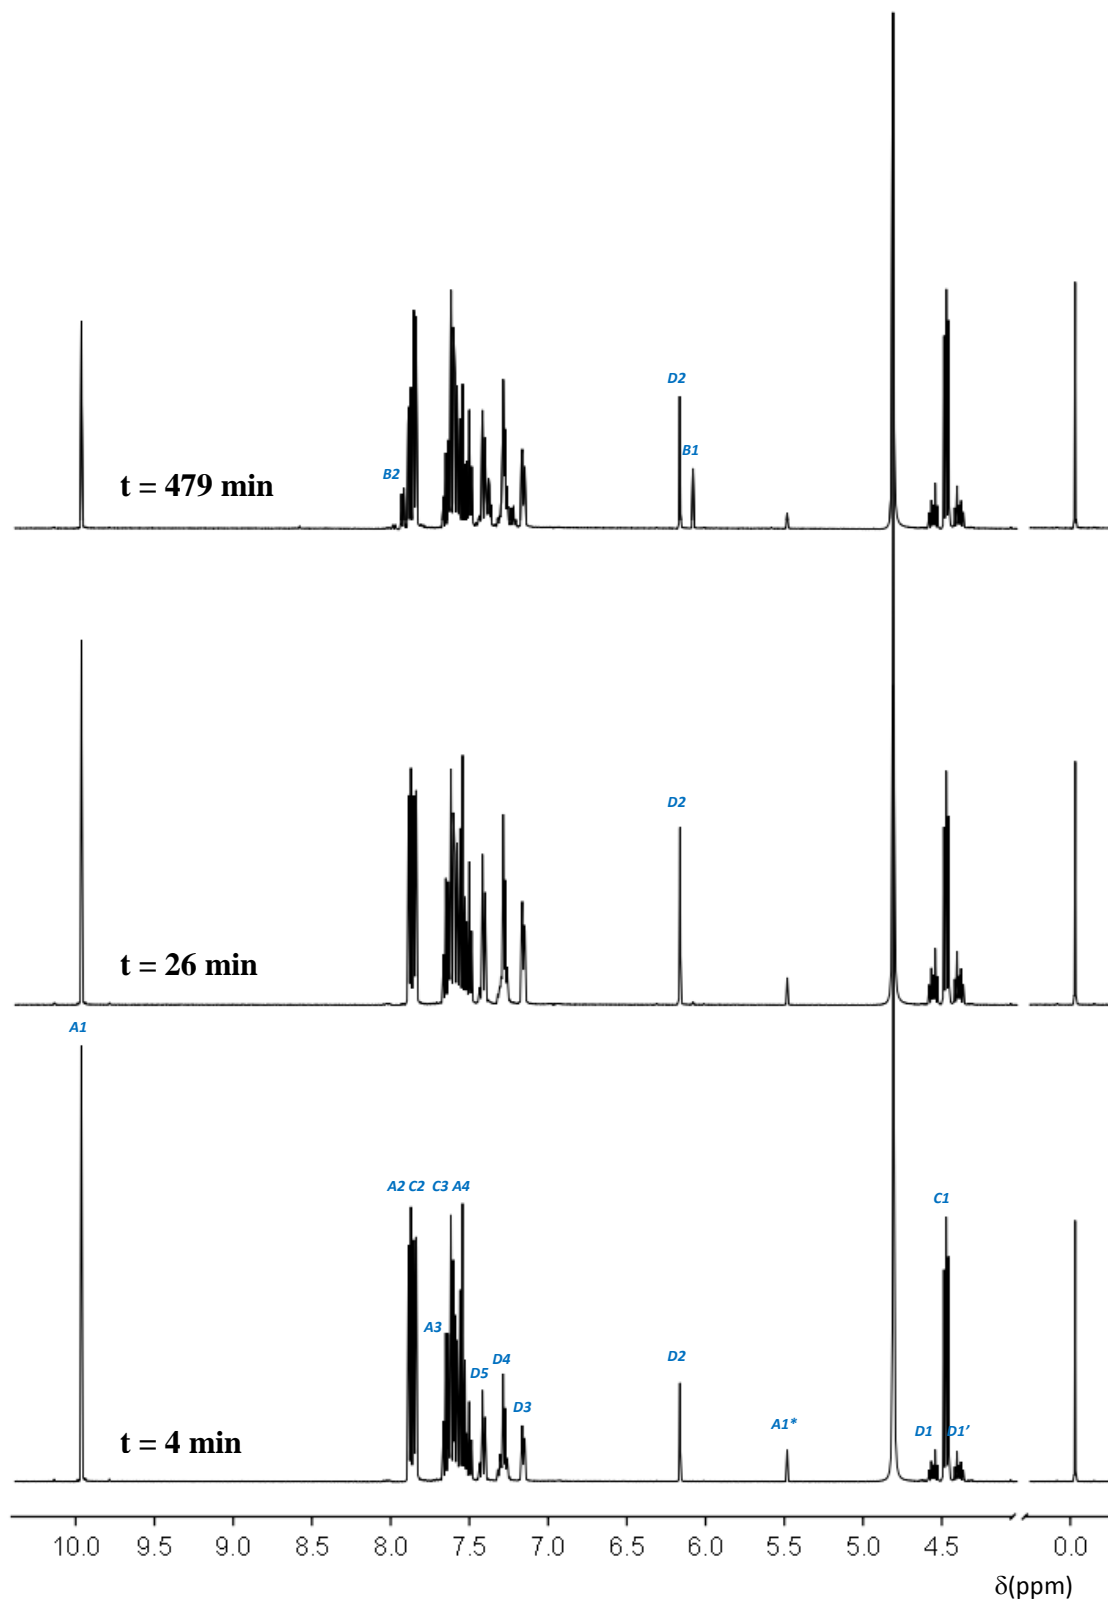 D2
B1
B2
t = 479 min
D2
t = 26 min
A1
A2 C2 C3 A4
C1
A3
D4
D2
D5
D3
A1*
D1 D1’
t = 4 min
10.0 9.5 9.0 8.5 8.0 7.5 7.0 6.5 6.0 5.5 5.0 4.5 0.0
δ(ppm)